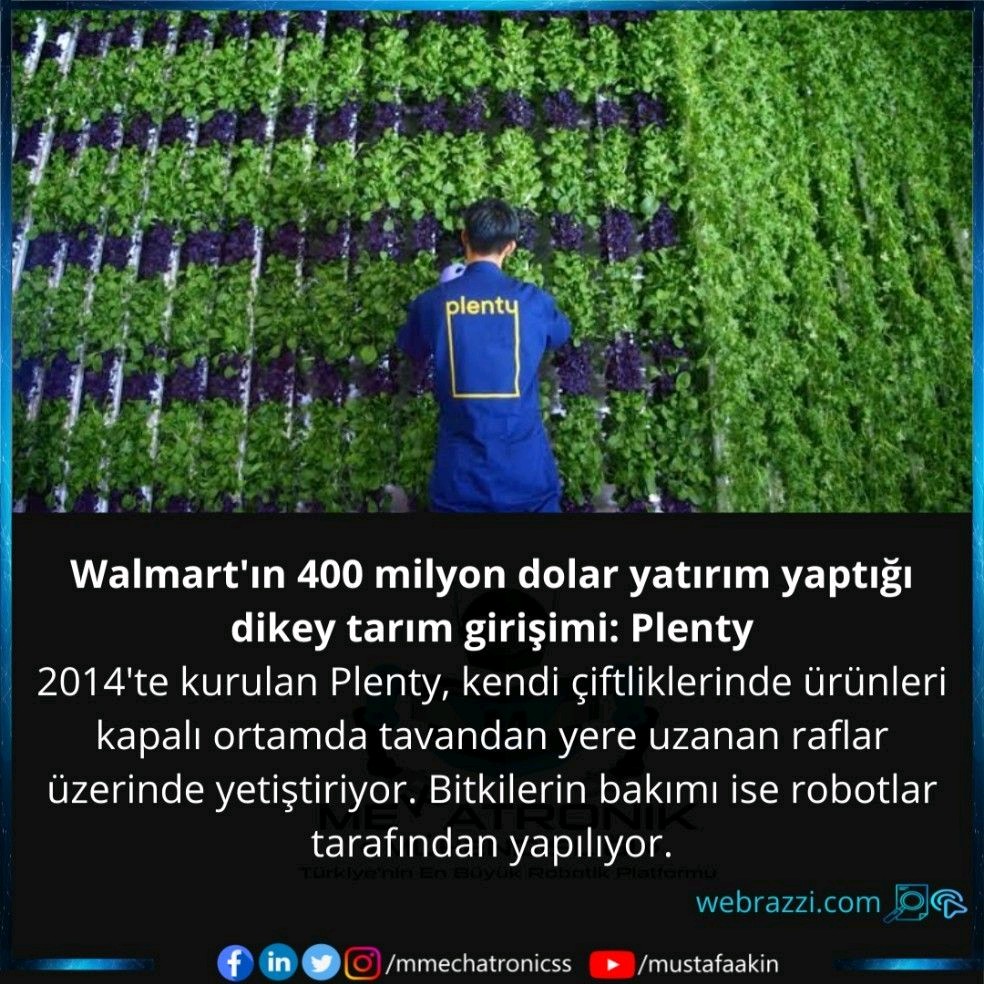 plenty
Walmart'ın 400 milyon dolar yatırım yaptığı
dikey tarım girişimi: Plenty
2014'te kurulan Plenty, kendi çiftliklerinde ürünleri
kapalı ortamda tavandan yere uzanan raflar
üzerinde yetiştiriyor. Bitkilerin bakımı ise robotlar
tarafından yapılıyor.
Türkiye'nin En Büyük Robotik Platformu
webrazzi.com
/mmechatronicss /mustafaakin